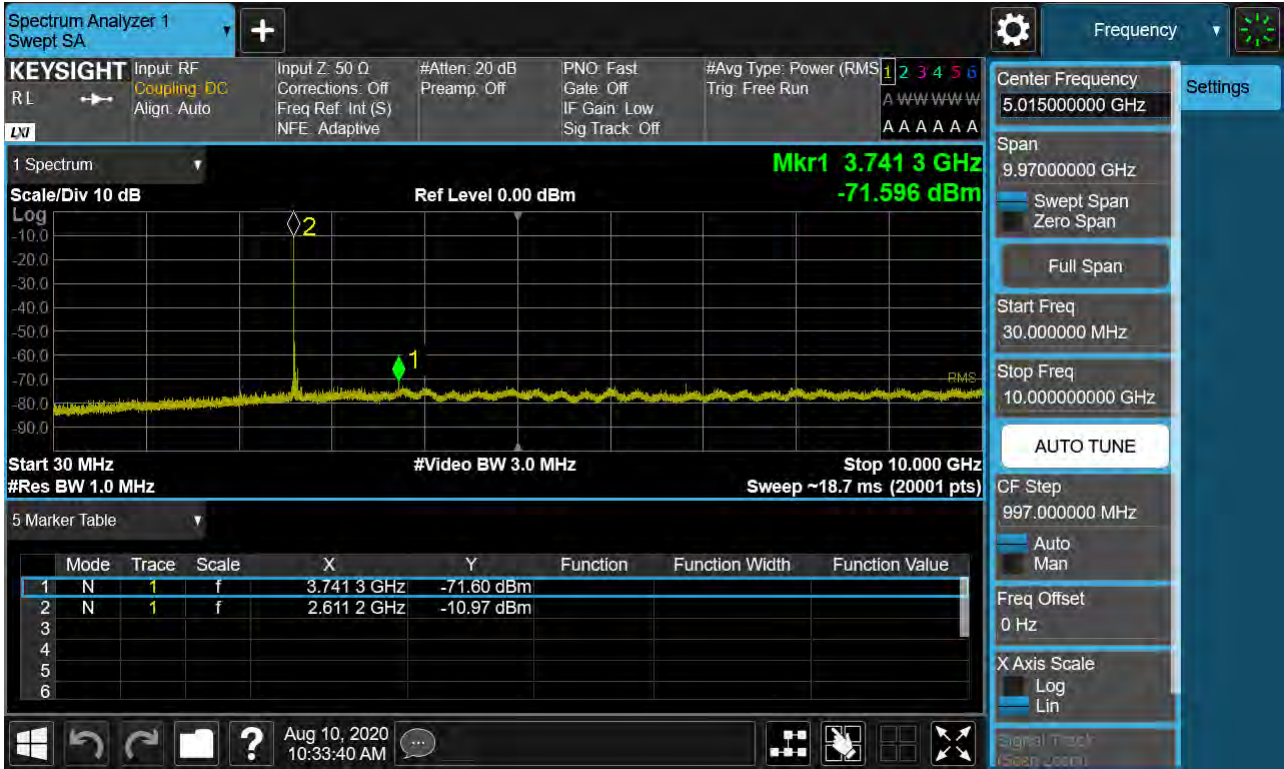 Spectrum Analyzer 1
Swept SA
Frequency
KEYSIGHT
R L
LXI
Input: RF
Coupling: DC
Align: Auto
Input Z: 50 Ω
Corrections: Off
Freq Ref: Int (S)
NFE: Adaptive
#Atten: 20 dB
Preamp: Off
PNO: Fast
Gate: Off
IF Gain: Low
Sig Track: Off
#Avg Type: Power (RMS
Trig: Free Run
1 2 3 4 5 6
A W W W W W
A A A A A A
Center Frequency
5.015000000 GHz
Settings
Span
9.97000000 GHz
Swept Span
Zero Span
Full Span
Start Freq
30.000000 MHz
Stop Freq
10.000000000 GHz
AUTO TUNE
CF Step
997.000000 MHz
Auto
Man
Freq Offset
0 Hz
X Axis Scale
Log
Lin
Signal Track
(Span Zoom)
1 Spectrum
Mkr1 3.741 3 GHz
-71.596 dBm
Scale/Div 10 dB
Ref Level 0.00 dBm
Log
-10.0
-20.0
-30.0
-40.0
-50.0
-60.0
-70.0
-80.0
-90.0
2
1
RMS
Start 30 MHz
#Video BW 3.0 MHz
Stop 10.000 GHz
#Res BW 1.0 MHz
Sweep ~18.7 ms (20001 pts)
5 Marker Table
Mode Trace Scale X Y Function Function Width Function Value
1 N 1 f 3.741 3 GHz -71.60 dBm
2 N 1 f 2.611 2 GHz -10.97 dBm
3
4
5
6
?
Aug 10, 2020
10:33:40 AM